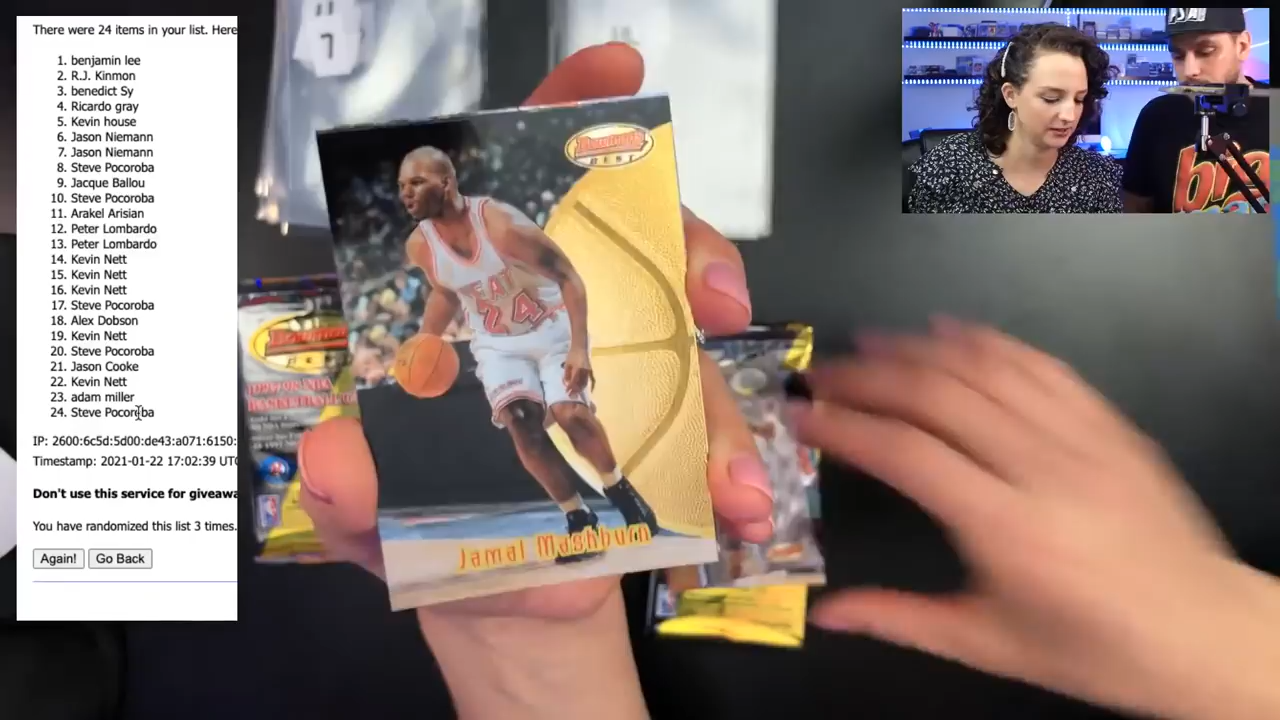 There were 24 items in your list. Here
1. benjamin lee
2. R.J. Kinmon
3. benedict Sy
4. Ricardo gray
5. Kevin house
6. Jason Niemann
7. Jason Niemann
8. Steve Pocoroba
9. Jacque Ballou
10. Steve Pocoroba
11. Arakel Arisian
12. Peter Lombardo
13. Peter Lombardo
14. Kevin Nett
15. Kevin Nett
16. Kevin Nett
17. Steve Pocoroba
18. Alex Dobson
19. Kevin Nett
20. Steve Pocoroba
21. Jason Cooke
22. Kevin Nett
23. adam miller
24. Steve Pocoroba
IP: 2600:6c5d:5d00:de43:a071:6150:
Timestamp: 2021-01-22 17:02:39 UTC
Don't use this service for giveawa
You have randomized this list 3 times.
Again! Go Back
7
Bowman's
BEST
HEAT
24
Jamal Mashburn
BASKETBALL
PSA